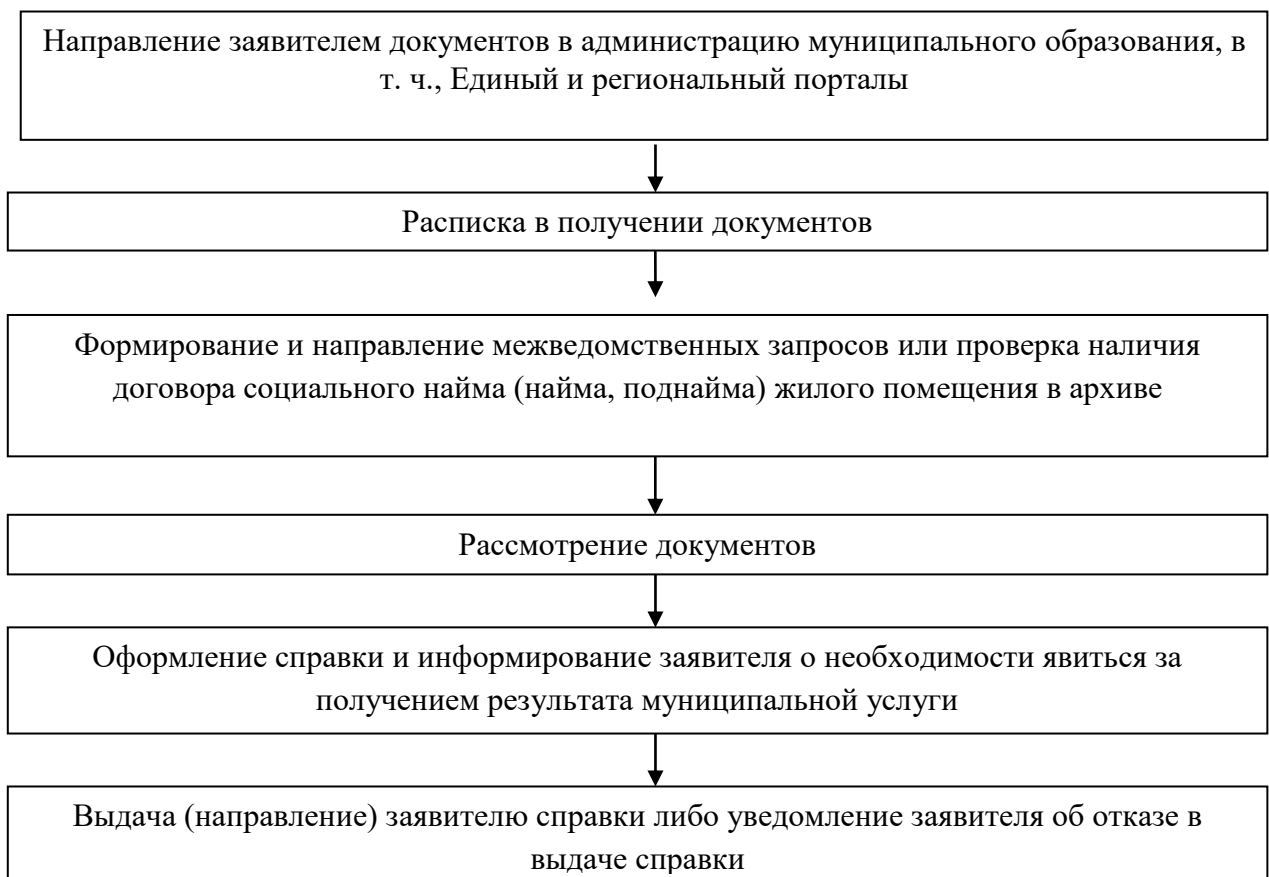 Направление заявителем документов в администрацию муниципального образования, в
т. ч., Единый и региональный порталы
Расписка в получении документов
Формирование и направление межведомственных запросов или проверка наличия
договора социального найма (найма, поднайма) жилого помещения в архиве
Рассмотрение документов
Оформление справки и информирование заявителя о необходимости явиться за
получением результата муниципальной услуги
Выдача (направление) заявителю справки либо уведомление заявителя об отказе в
выдаче справки